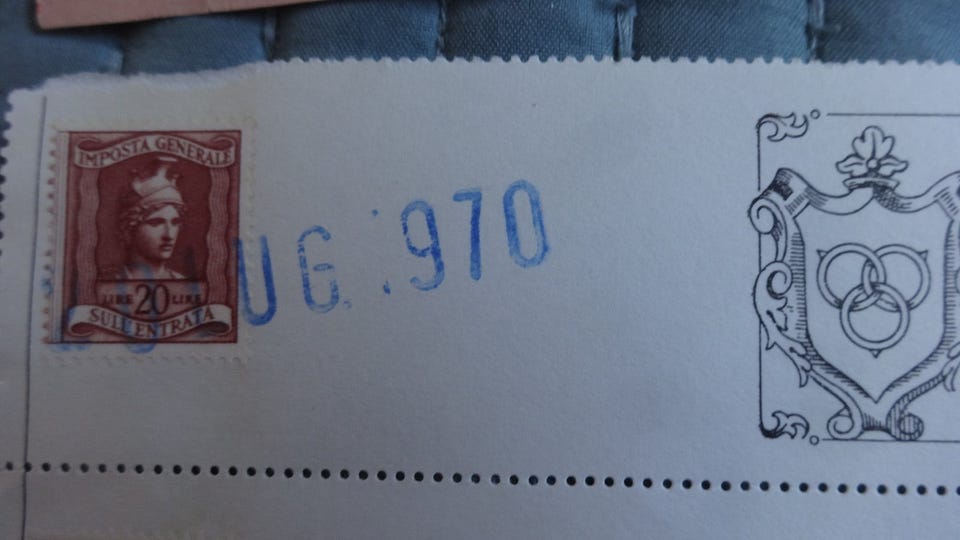 IMPOSTA GENERALE
LIRE 20 LIRE
SULL'ENTRATA
UG. 970